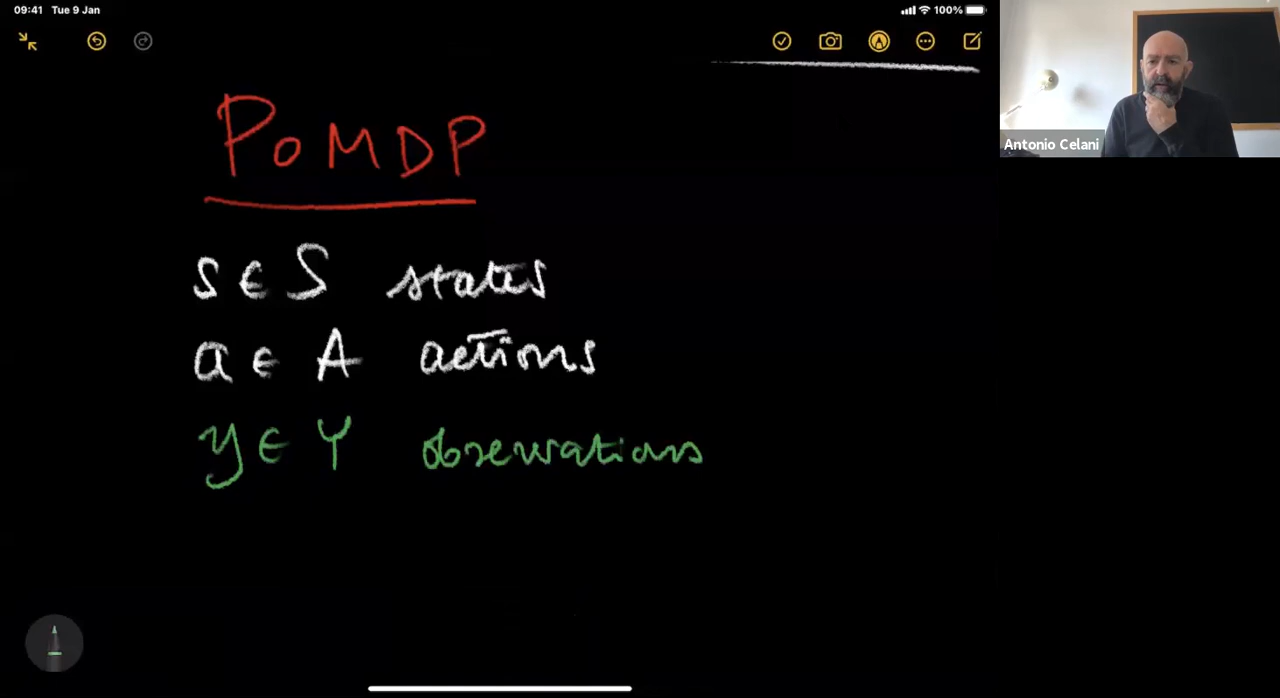 09:41 Tue 9 Jan
100%
POMDP
s ∈ S states
a ∈ A actions
y ∈ Y observations
Antonio Celani